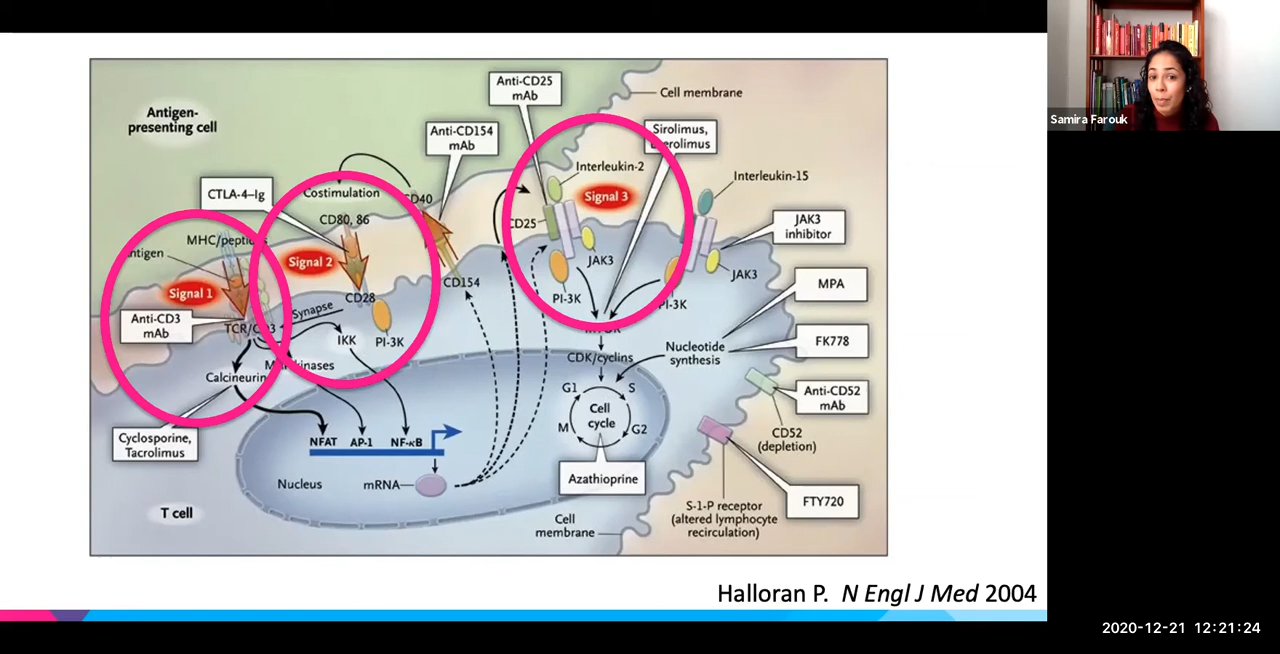 Antigen-
presenting cell
Anti-CD25
mAb
Cell membrane
Anti-CD154
mAb
Sirolimus,
Interleukin-2
Signal 3
CTLA-4–Ig
Costimulation
CD40
Interleukin-15
CD80, 86
CD25
JAK3
inhibitor
MHC/peptide
Signal 2
JAK3
JAK3
Signal 1
CD28
CD154
PI-3K
PI-3K
MPA
Anti-CD3
mAb
Synapse
TCR/CD3
IKK
PI-3K
Nucleotide
synthesis
FK778
Calcineurin
CDK/cyclins
G1
S
Cell
cycle
M
G2
Anti-CD52
mAb
Cyclosporine,
Tacrolimus
NFAT
AP-1
NF-κB
CD52
(depletion)
Nucleus
mRNA
Azathioprine
FTY720
T cell
Cell
membrane
S-1-P receptor
(altered lymphocyte
recirculation)
Halloran P. N Engl J Med 2004
Samira Farouk
2020-12-21 12:21:24